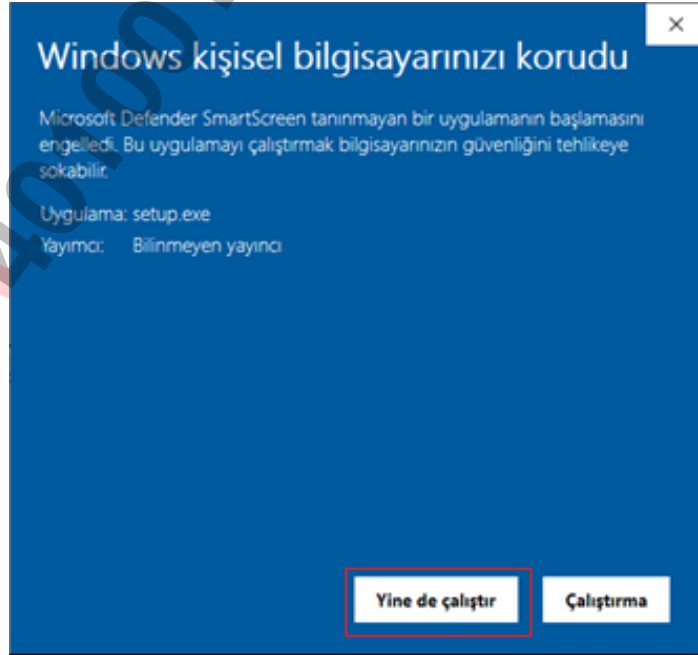 Windows kişisel bilgisayarınızı korudu
Microsoft Defender SmartScreen tanınmayan bir uygulamanın başlamasını
engelledi. Bu uygulamayı çalıştırmak bilgisayarınızın güvenliğini tehlikeye
sokabilir.
Uygulama: setup.exe
Yayımcı: Bilinmeyen yayıncı
Yine de çalıştır
Çalıştırma